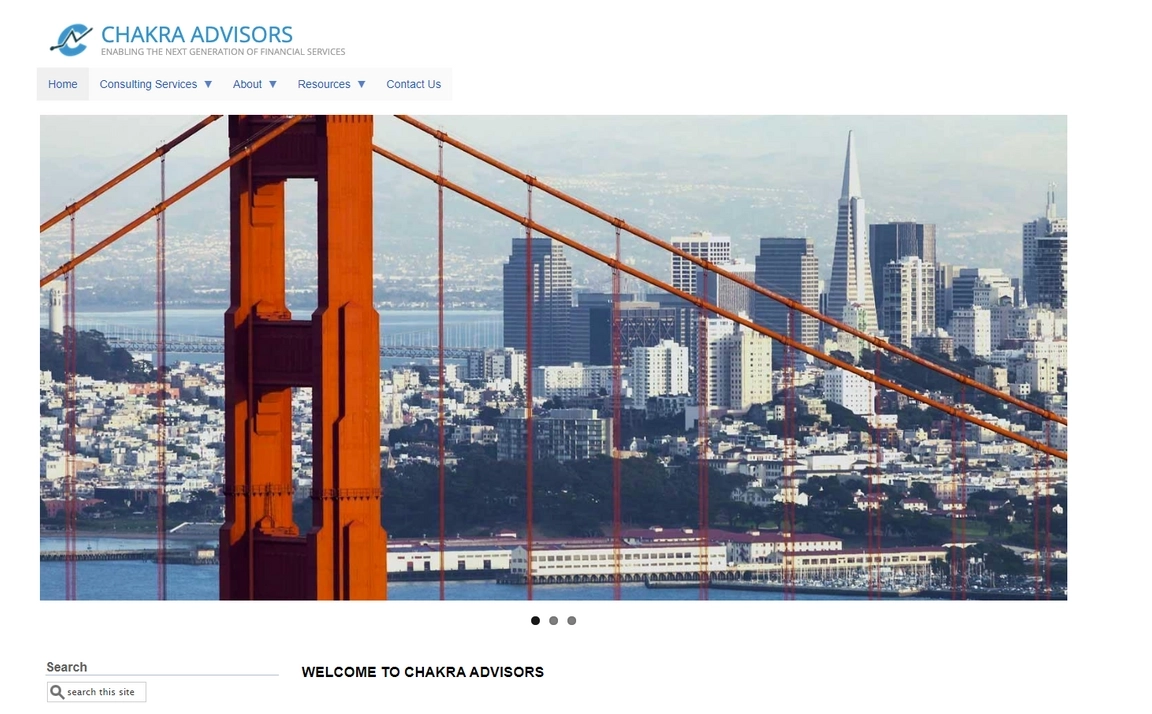 CHAKRA ADVISORS
ENABLING THE NEXT GENERATION OF FINANCIAL SERVICES
Home Consulting Services ▼ About ▼ Resources ▼ Contact Us
Search
search this site
WELCOME TO CHAKRA ADVISORS